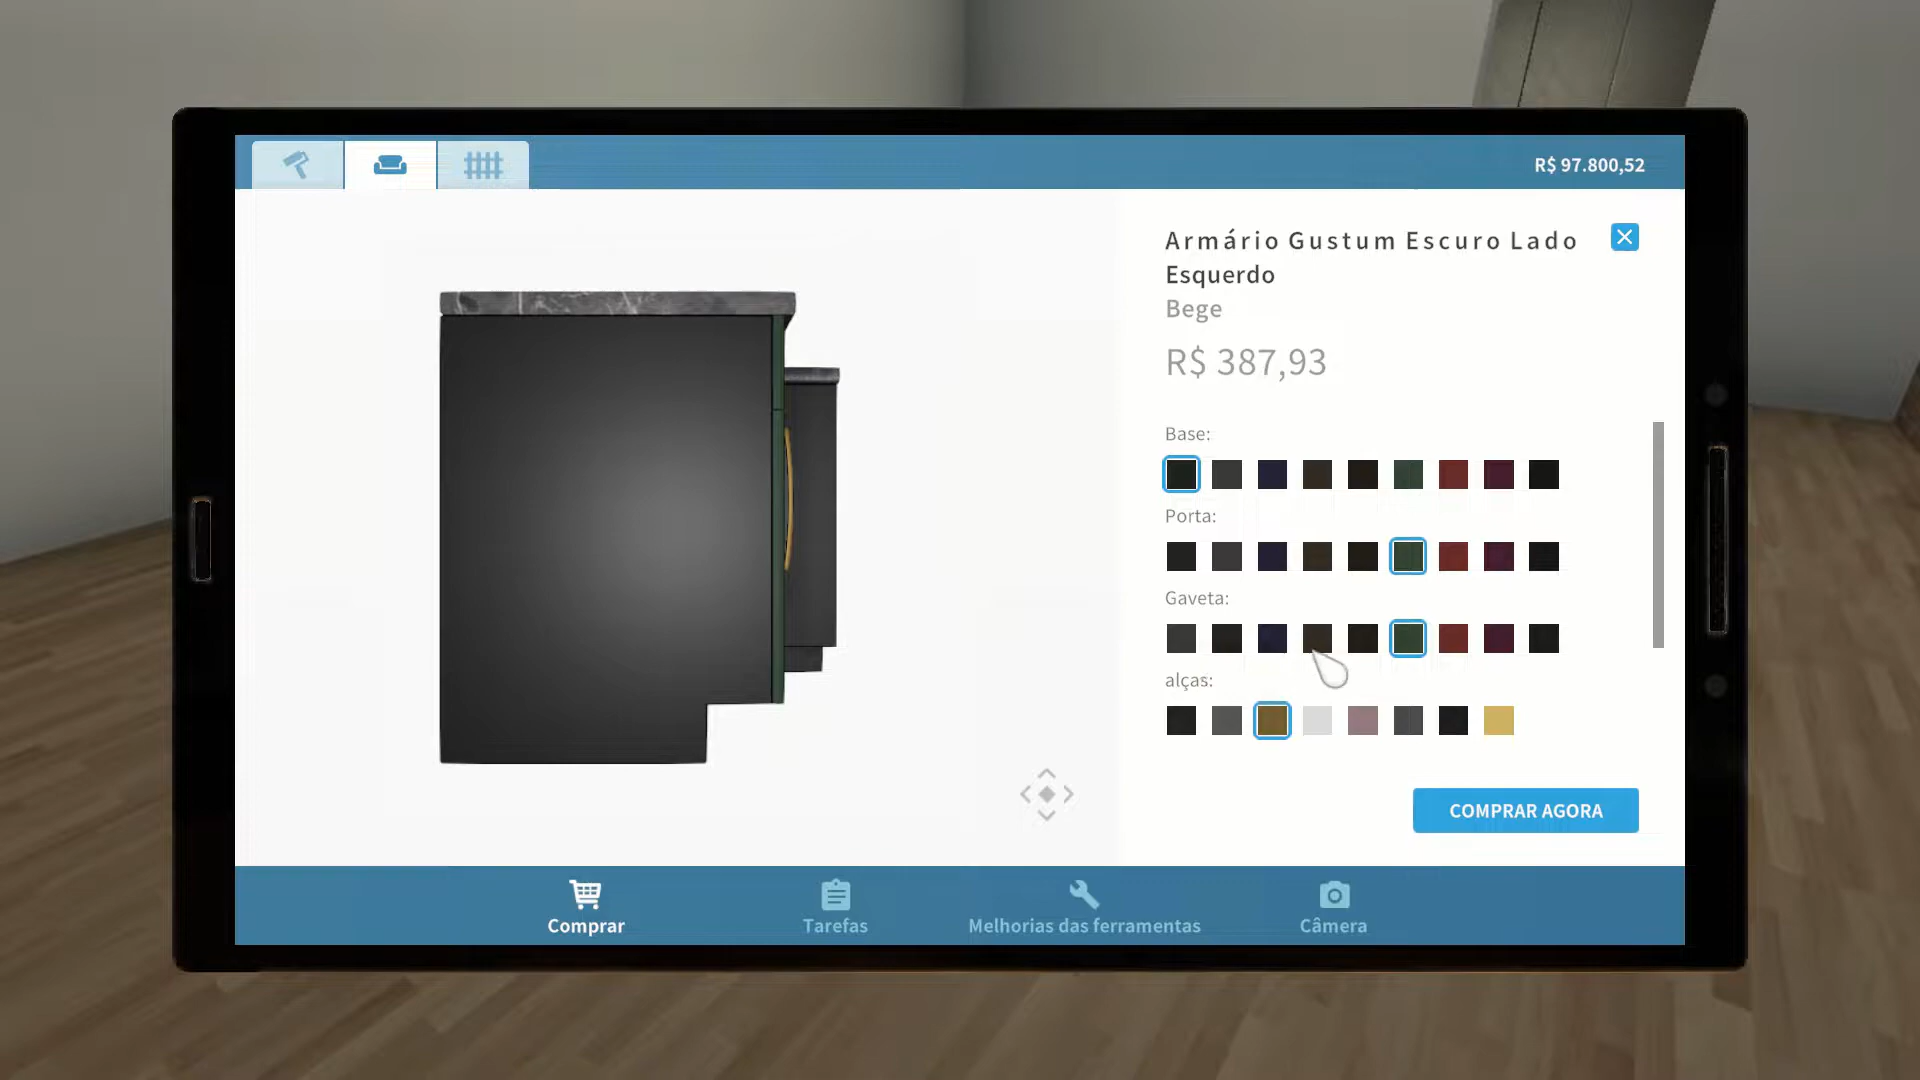 R$ 97.800,52
Armário Gustum Escuro Lado
Esquerdo
Bege
R$ 387,93
Base:
Porta:
Gaveta:
alças:
COMPRAR AGORA
Comprar
Tarefas
Melhorias das ferramentas
Câmera